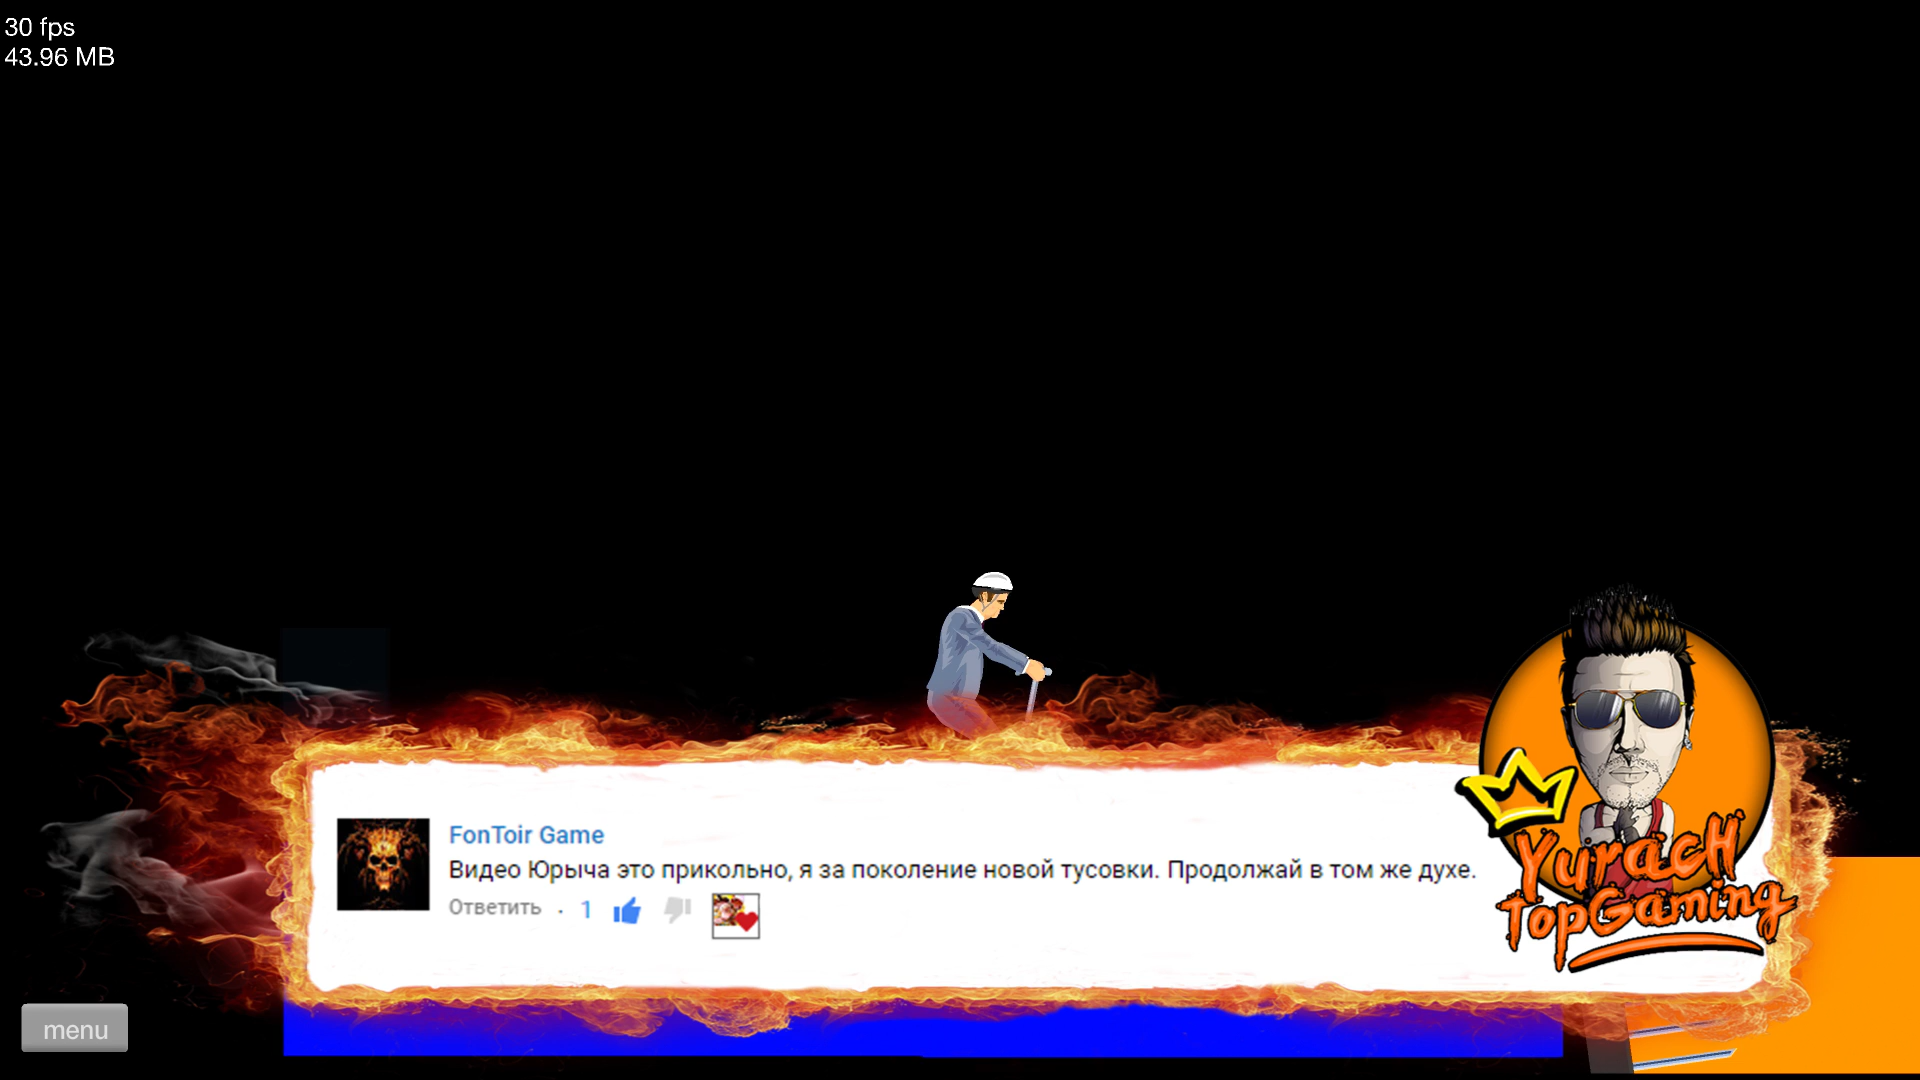 30 fps
43.96 MB
FonToir Game
Видео Юрыча это прикольно, я за поколение новой тусовки. Продолжай в том же духе.
Ответить · 1
YuracH
TopGaming
menu